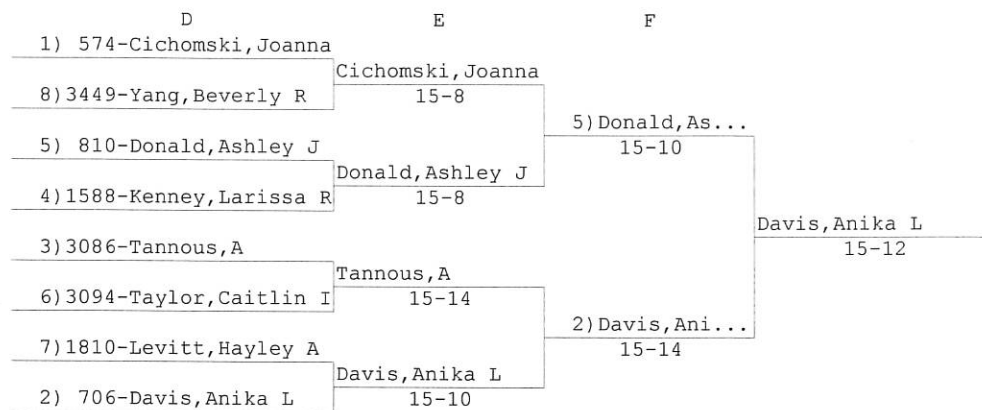 D E F
1) 574-Cichomski,Joanna
Cichomski,Joanna
15-8
8)3449-Yang,Beverly R
5)Donald,As...
15-10
5) 810-Donald,Ashley J
Donald,Ashley J
15-8
4)1588-Kenney,Larissa R
Davis,Anika L
15-12
3)3086-Tannous,A
Tannous,A
15-14
6)3094-Taylor,Caitlin I
2)Davis,Ani...
15-14
7)1810-Levitt,Hayley A
Davis,Anika L
15-10
2) 706-Davis,Anika L